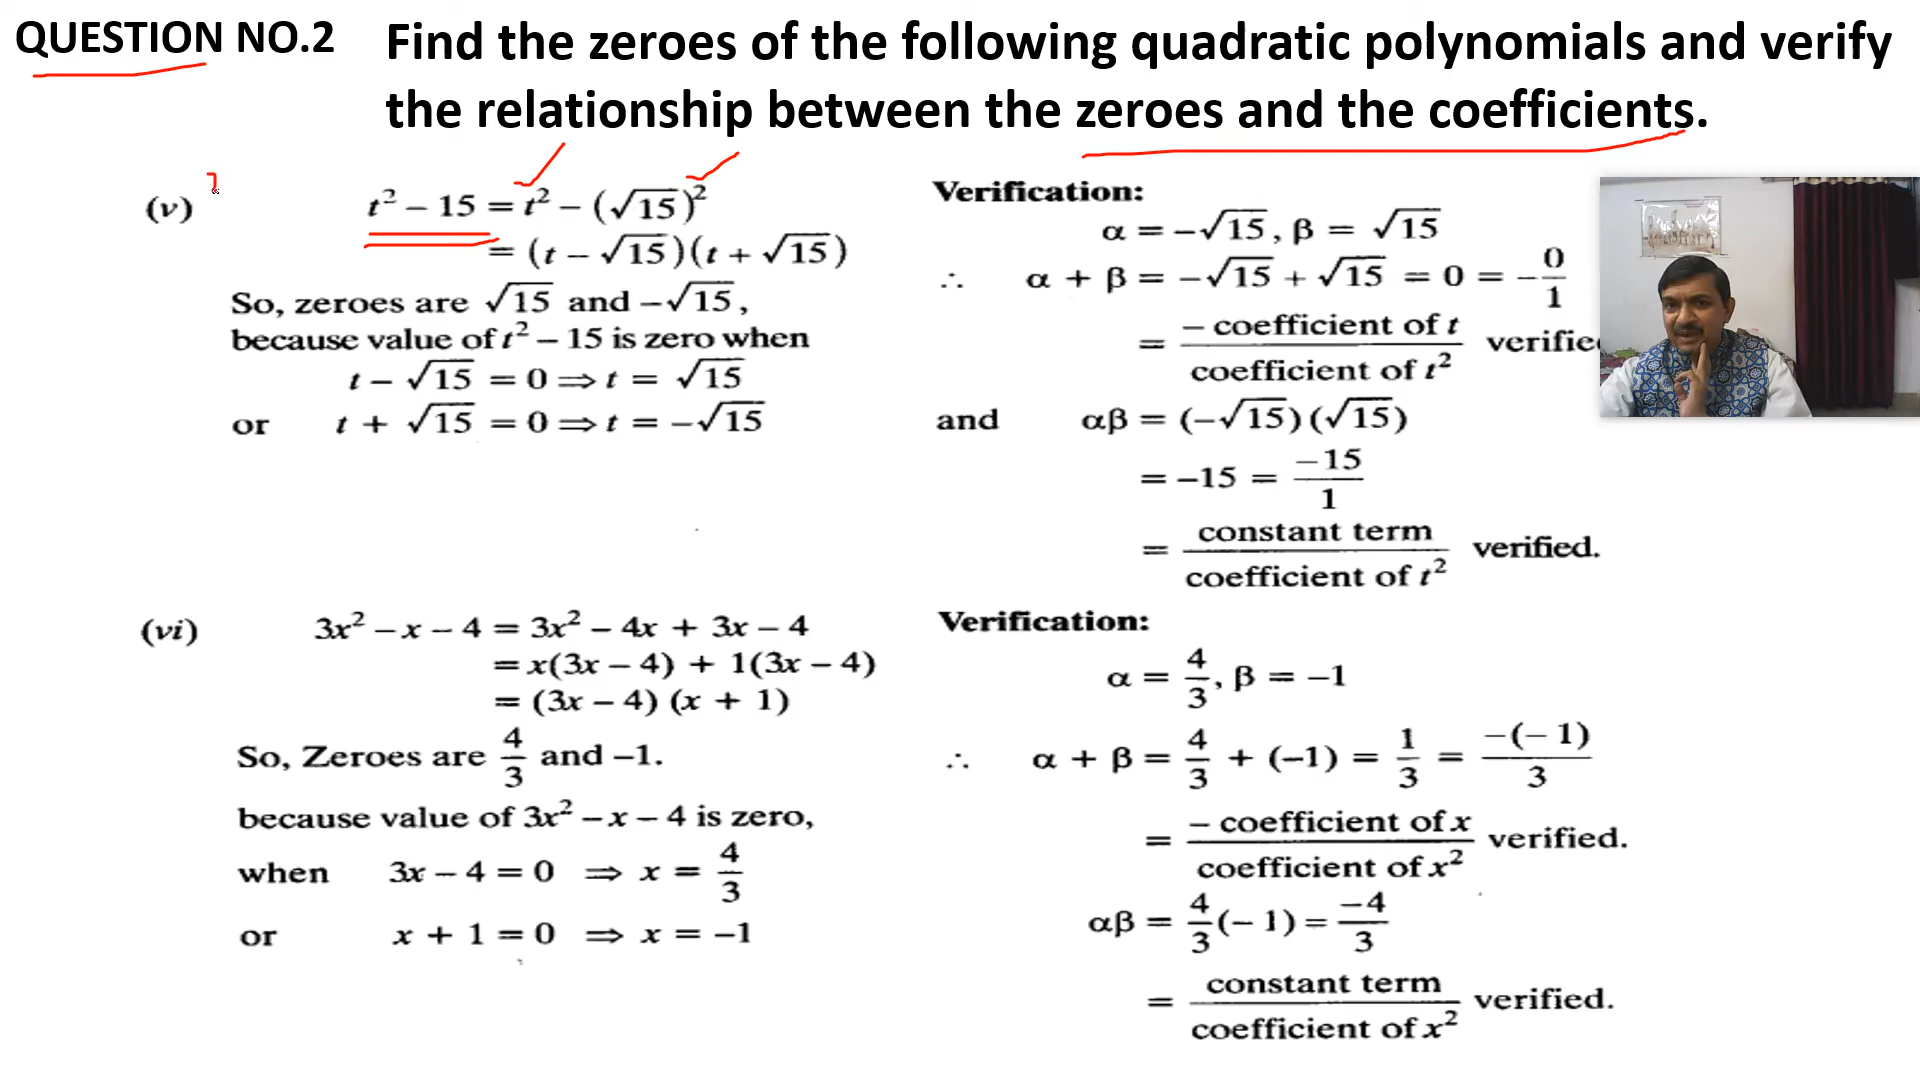 QUESTION NO.2
Find the zeroes of the following quadratic polynomials and verify
the relationship between the zeroes and the coefficients.
(v) t² – 15 = t² – (√15)²
= (t – √15)(t + √15)
So, zeroes are √15 and –√15,
because value of t² – 15 is zero when
t – √15 = 0 ⇒ t = √15
or t + √15 = 0 ⇒ t = –√15
Verification:
α = –√15, β = √15
∴ α + β = –√15 + √15 = 0 = –0/1
= – coefficient of t / coefficient of t² verifie
and αβ = (–√15)(√15)
= –15 = –15/1
= constant term / coefficient of t² verified.
(vi) 3x² – x – 4 = 3x² – 4x + 3x – 4
= x(3x – 4) + 1(3x – 4)
= (3x – 4) (x + 1)
So, Zeroes are 4/3 and –1.
because value of 3x² – x – 4 is zero,
when 3x – 4 = 0 ⇒ x = 4/3
or x + 1 = 0 ⇒ x = –1
Verification:
α = 4/3, β = –1
∴ α + β = 4/3 + (–1) = 1/3 = –(– 1)/3
= – coefficient of x / coefficient of x² verified.
αβ = 4/3(– 1) = –4/3
= constant term / coefficient of x² verified.